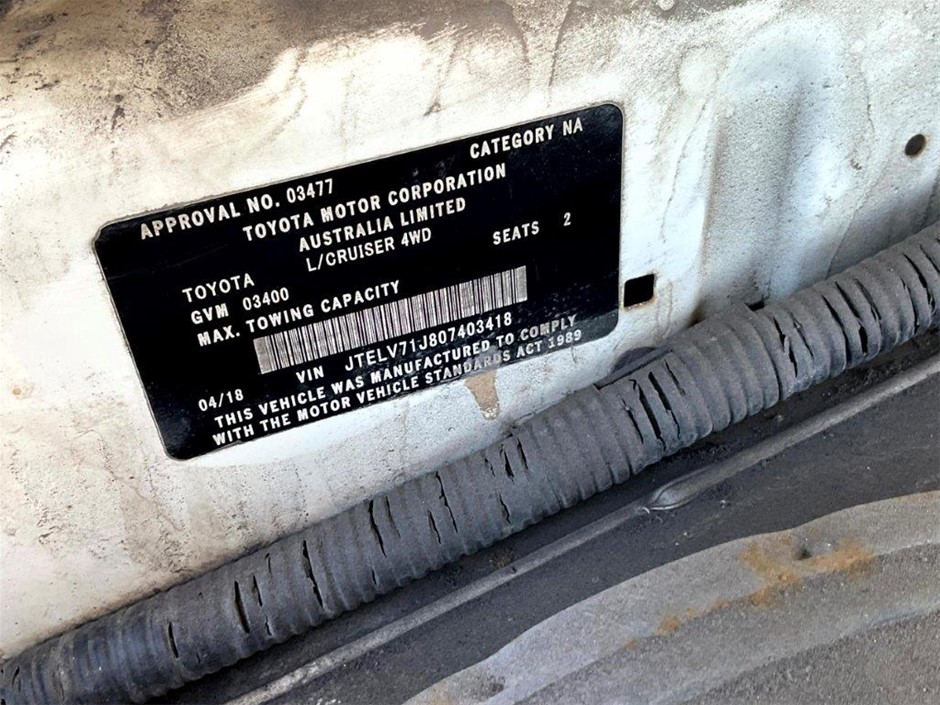 APPROVAL NO. 03477 CATEGORY NA
TOYOTA MOTOR CORPORATION
AUSTRALIA LIMITED
TOYOTA L/CRUISER 4WD
GVM 03400 SEATS 2
MAX. TOWING CAPACITY
VIN JTELV71J807403418
04/18
THIS VEHICLE WAS MANUFACTURED TO COMPLY
WITH THE MOTOR VEHICLE STANDARDS ACT 1989